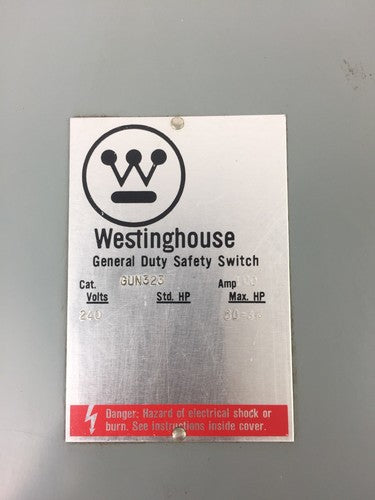 W
Westinghouse
General Duty Safety Switch
Cat. GUN323 Amp
Volts Std. HP Max. HP
240
Danger: Hazard of electrical shock or
burn. See instructions inside cover.